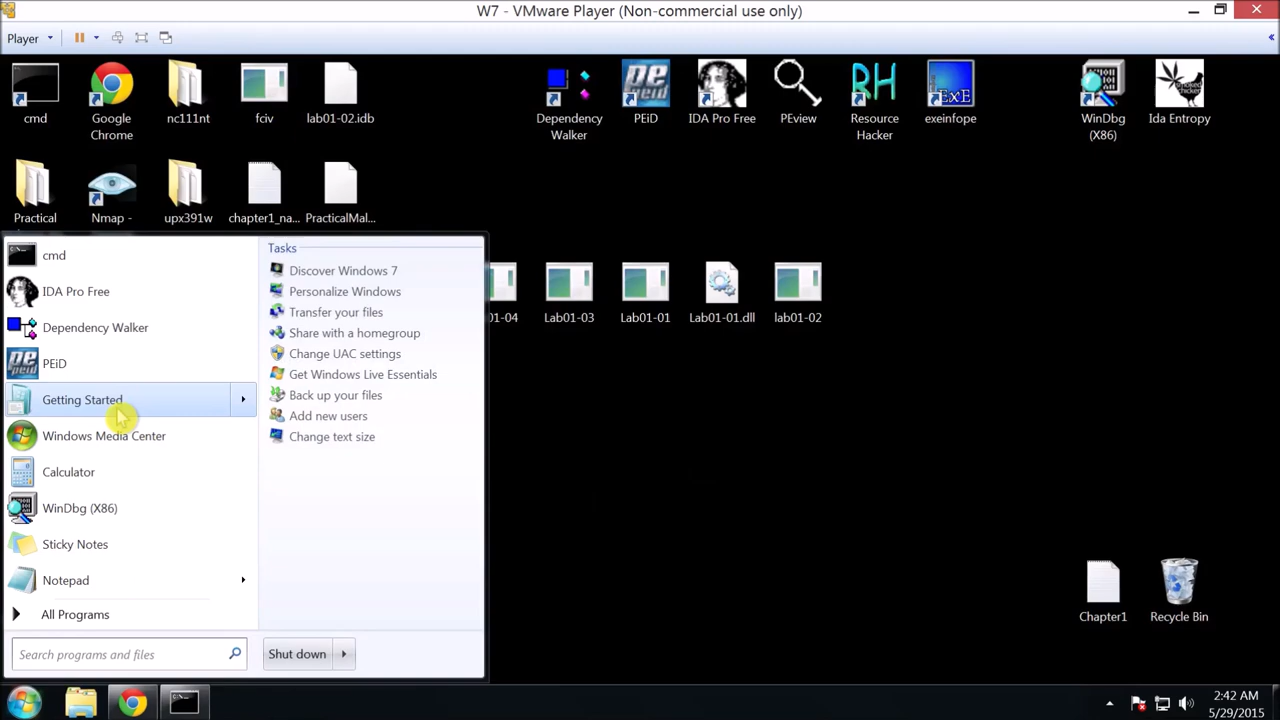 W7 - VMware Player (Non-commercial use only)
Player
cmd
Google
Chrome
nc111nt
fciv
lab01-02.idb
Dependency
Walker
PEiD
IDA Pro Free
PEview
Resource
Hacker
exeinfope
WinDbg
(X86)
Ida Entropy
Practical
Nmap -
upx391w
chapter1_na...
PracticalMal...
01-04
Lab01-03
Lab01-01
Lab01-01.dll
lab01-02
cmd
IDA Pro Free
Dependency Walker
PEiD
Getting Started
Windows Media Center
Calculator
WinDbg (X86)
Sticky Notes
Notepad
All Programs
Search programs and files
Shut down
Tasks
Discover Windows 7
Personalize Windows
Transfer your files
Share with a homegroup
Change UAC settings
Get Windows Live Essentials
Back up your files
Add new users
Change text size
Chapter1
Recycle Bin
2:42 AM
5/29/2015